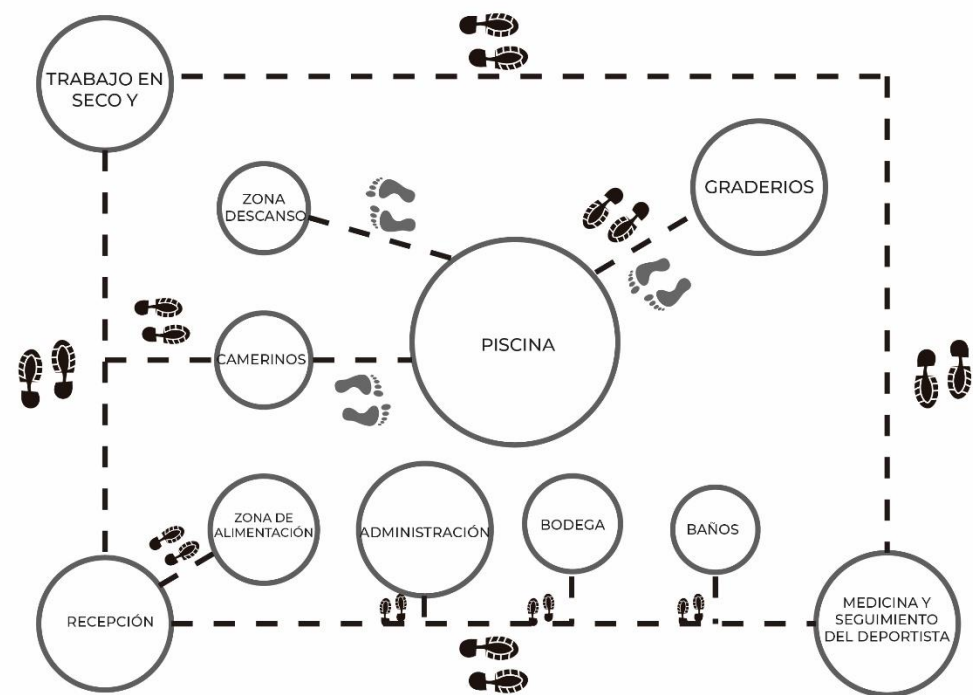 TRABAJO EN
SECO Y
GRADERIOS
ZONA
DESCANSO
PISCINA
CAMERINOS
ZONA DE
ALIMENTACIÓN
ADMINISTRACIÓN
BODEGA
BAÑOS
RECEPCIÓN
MEDICINA Y
SEGUIMIENTO
DEL DEPORTISTA